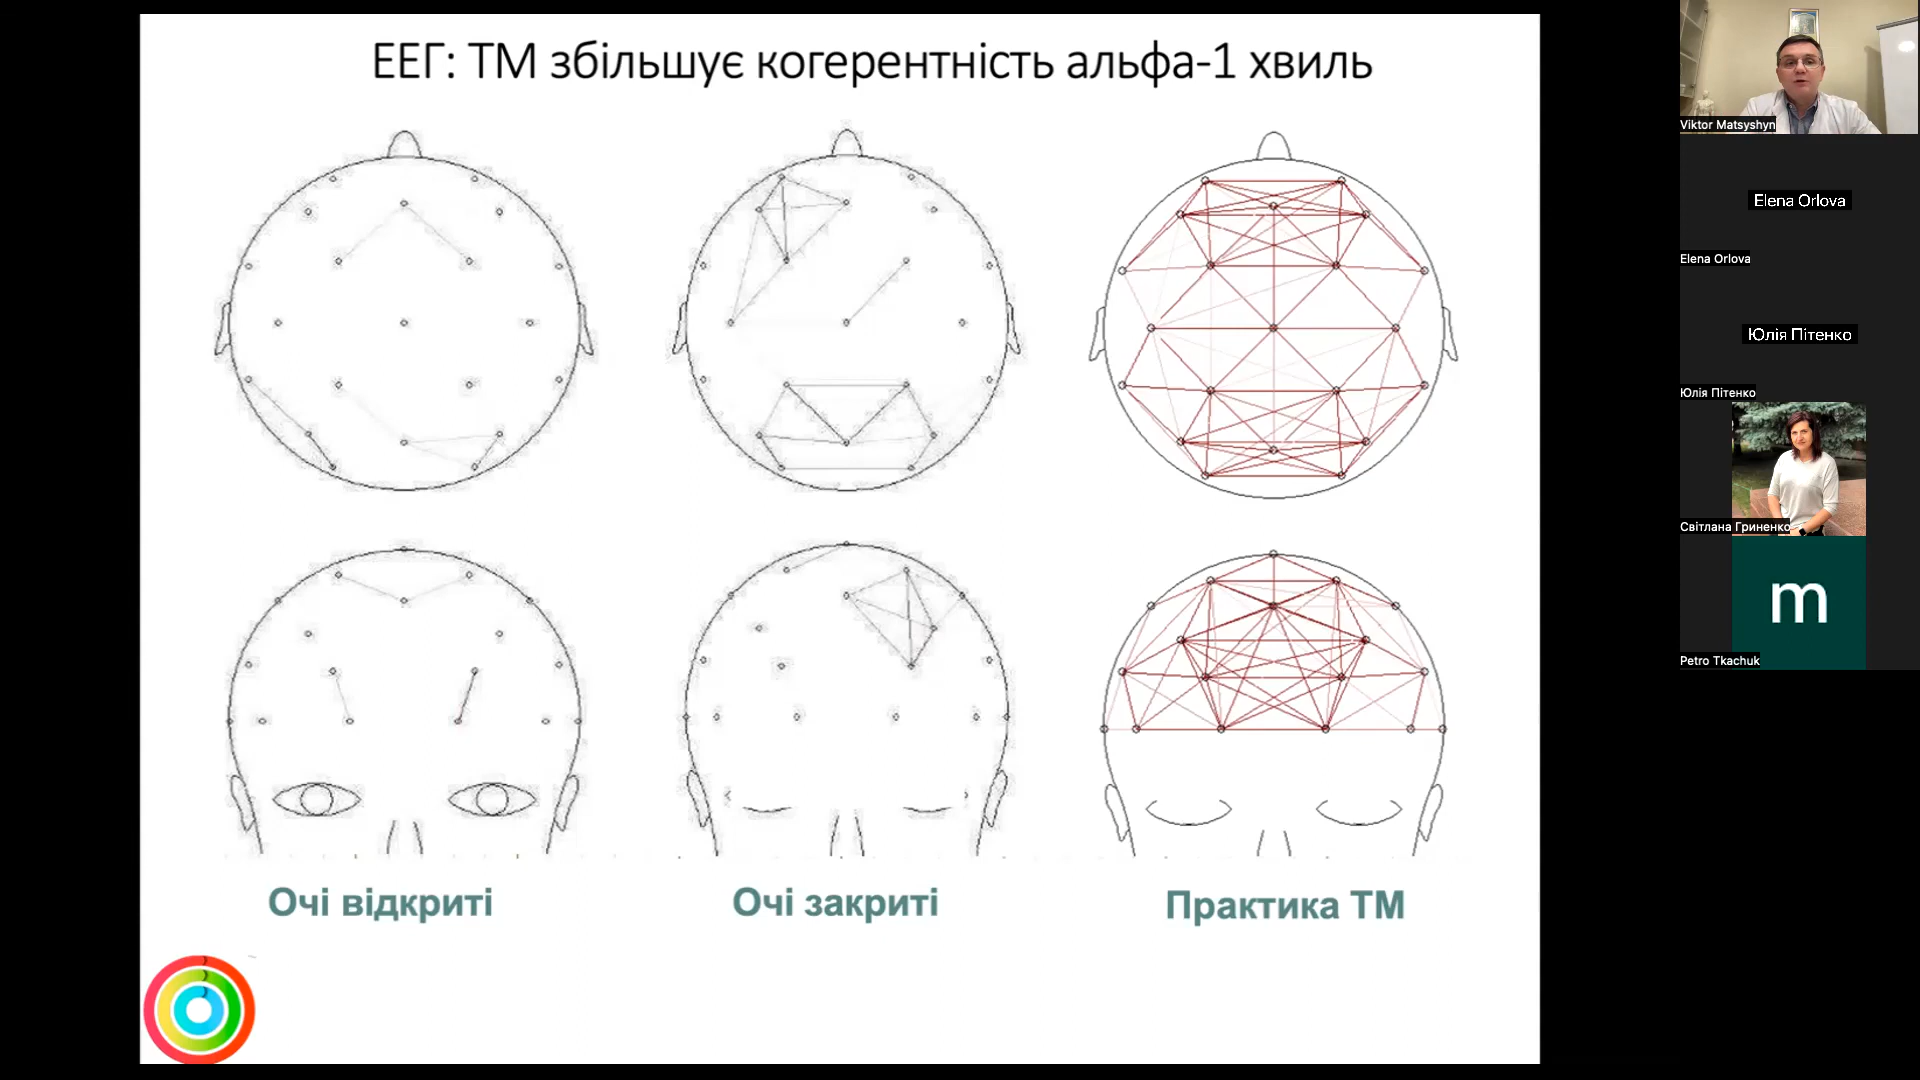 ЕЕГ: ТМ збільшує когерентність альфа-1 хвиль
Очі відкриті
Очі закриті
Практика ТМ
Viktor Matsyshyn
Elena Orlova
Elena Orlova
Юлія Пітенко
Юлія Пітенко
Світлана Гриненко
m
Petro Tkachuk